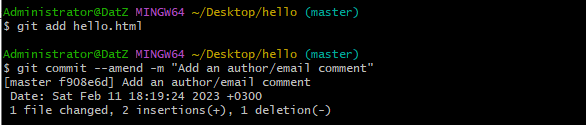 Administrator@DatZ MINGW64 ~/Desktop/hello (master)
$ git add hello.html
Administrator@DatZ MINGW64 ~/Desktop/hello (master)
$ git commit --amend -m "Add an author/email comment"
[master f908e6d] Add an author/email comment
 Date: Sat Feb 11 18:19:24 2023 +0300
 1 file changed, 2 insertions(+), 1 deletion(-)